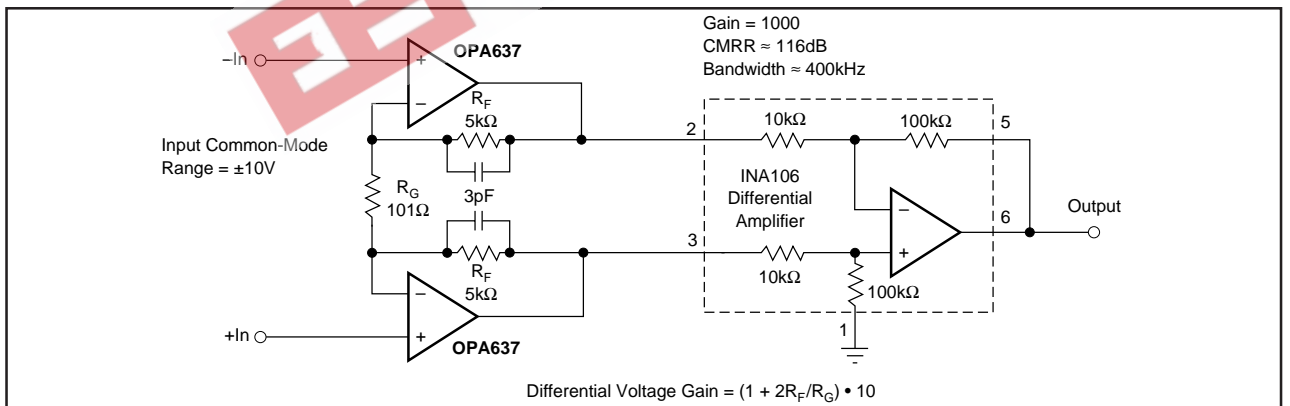 Gain = 1000
CMRR ≈ 116dB
Bandwidth ≈ 400kHz
–In
OPA637
+
–
R_F
5kΩ
Input Common-Mode
Range = ±10V
R_G
101Ω
3pF
R_F
5kΩ
–
+
+In
OPA637
2
10kΩ
100kΩ
5
INA106
Differential
Amplifier
–
+
6
Output
3
10kΩ
100kΩ
1
Differential Voltage Gain = (1 + 2R_F/R_G) • 10